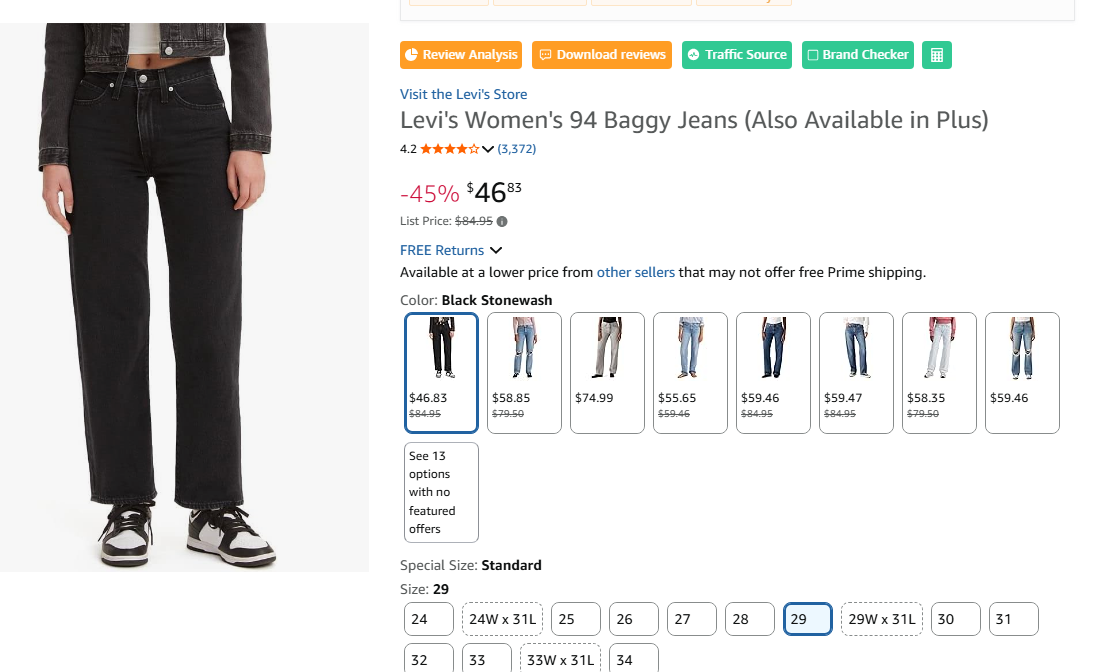 Review Analysis Download reviews Traffic Source Brand Checker
Visit the Levi's Store
Levi's Women's 94 Baggy Jeans (Also Available in Plus)
4.2 (3,372)
-45% $46 83
List Price: $84.95
FREE Returns
Available at a lower price from other sellers that may not offer free Prime shipping.
Color: Black Stonewash
$46.83 $58.85 $74.99 $55.65 $59.46 $59.47 $58.35 $59.46
$84.95 $79.50 $59.46 $84.95 $84.95 $79.50
See 13
options
with no
featured
offers
Special Size: Standard
Size: 29
24 24W x 31L 25 26 27 28 29 29W x 31L 30 31
32 33 33W x 31L 34